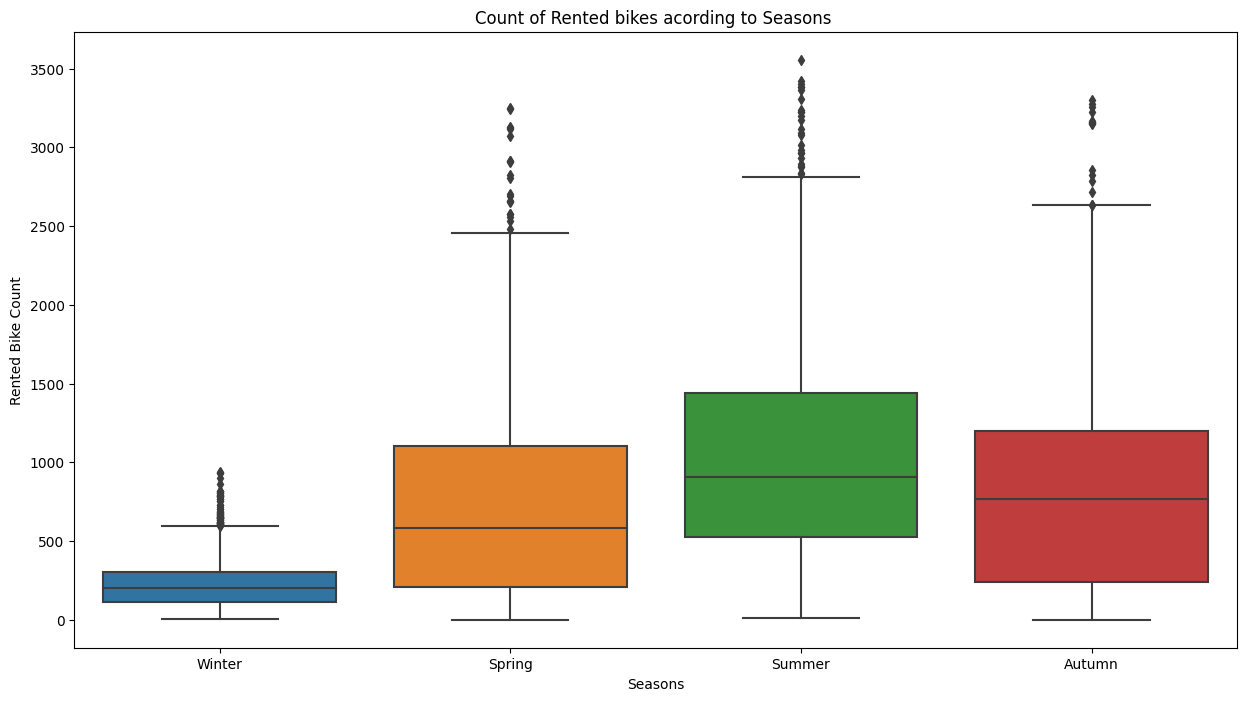 Count of Rented bikes acording to Seasons
3500
3000
2500
2000
1500
1000
500
0
Rented Bike Count
Winter Spring Summer Autumn
Seasons